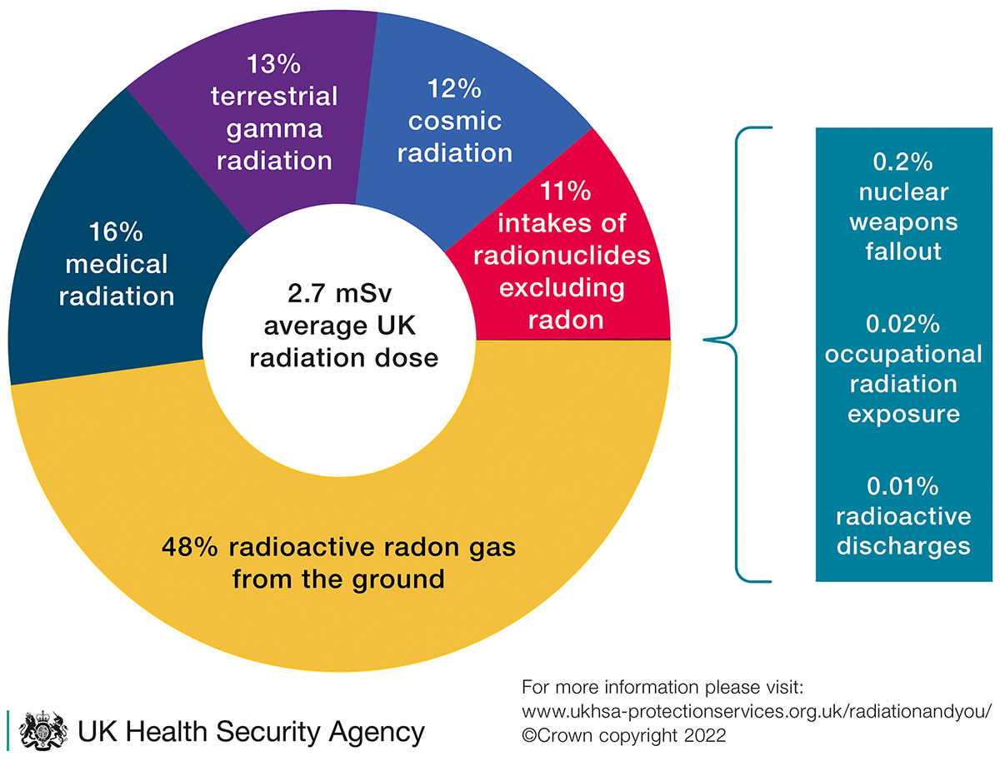 13%
terrestrial
gamma
radiation
12%
cosmic
radiation
11%
intakes of
radionuclides
excluding
radon
16%
medical
radiation
2.7 mSv
average UK
radiation dose
48% radioactive radon gas
from the ground
0.2%
nuclear
weapons
fallout
0.02%
occupational
radiation
exposure
0.01%
radioactive
discharges
UK Health Security Agency
For more information please visit:
www.ukhsa-protectionservices.org.uk/radiationandyou/
©Crown copyright 2022